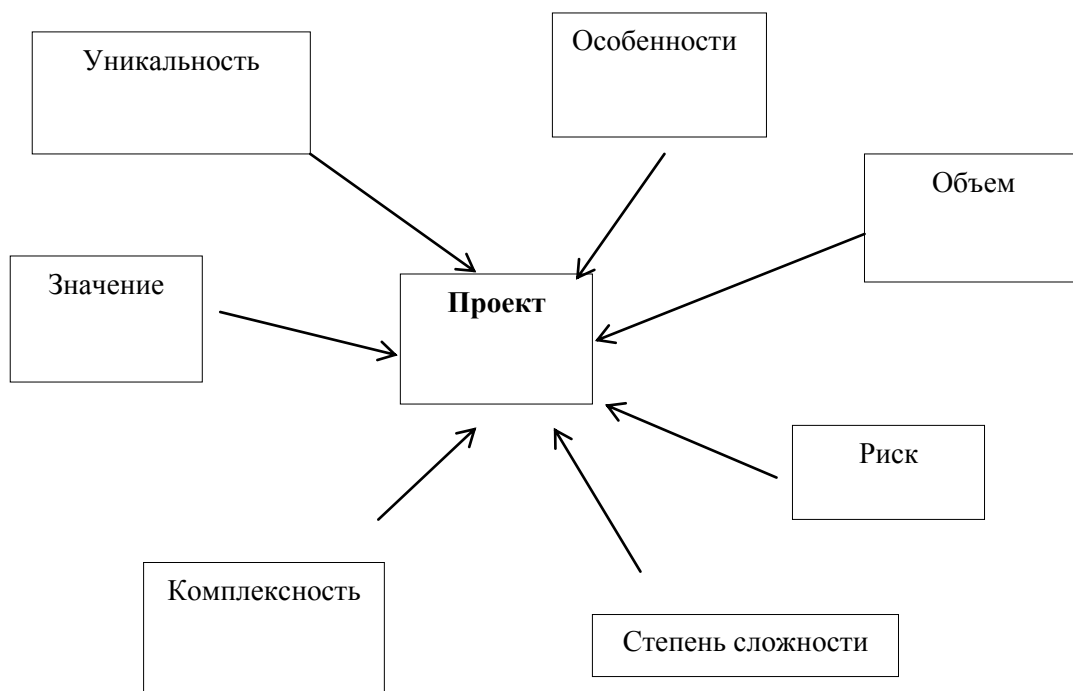 Уникальность
Особенности
Объем
Значение
Проект
Риск
Комплексность
Степень сложности